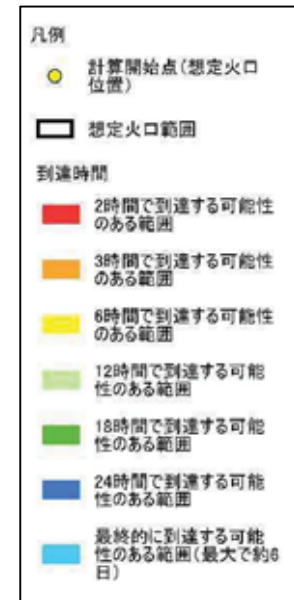 凡例
計算開始点(想定火口
位置)
想定火口範囲
到達時間
2時間で到達する可能性
のある範囲
3時間で到達する可能性
のある範囲
6時間で到達する可能性
のある範囲
12時間で到達する可能
性のある範囲
18時間で到達する可能
性のある範囲
24時間で到達する可能
性のある範囲
最終的に到達する可能
性のある範囲(最大で約6
日)